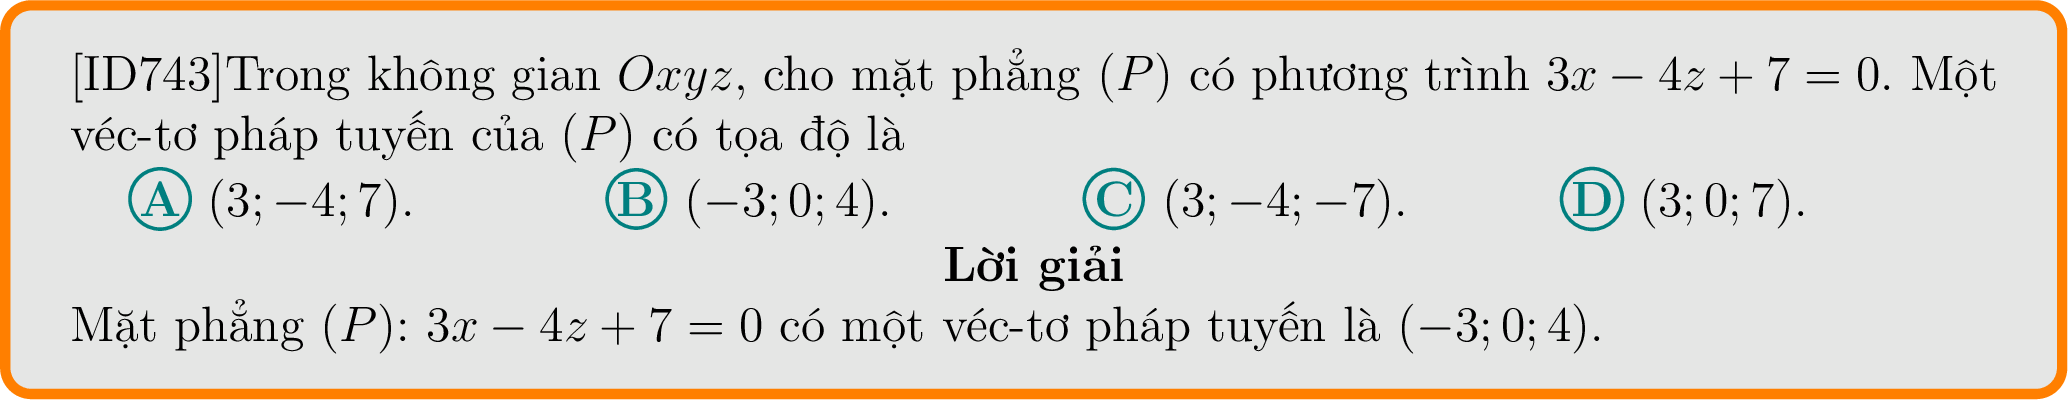 [ID743]Trong không gian Oxyz, cho mặt phẳng (P) có phương trình 3x − 4z + 7 = 0. Một
véc-tơ pháp tuyến của (P) có tọa độ là
A (3; −4; 7). B (−3; 0; 4). C (3; −4; −7). D (3; 0; 7).
Lời giải
Mặt phẳng (P): 3x − 4z + 7 = 0 có một véc-tơ pháp tuyến là (−3; 0; 4).